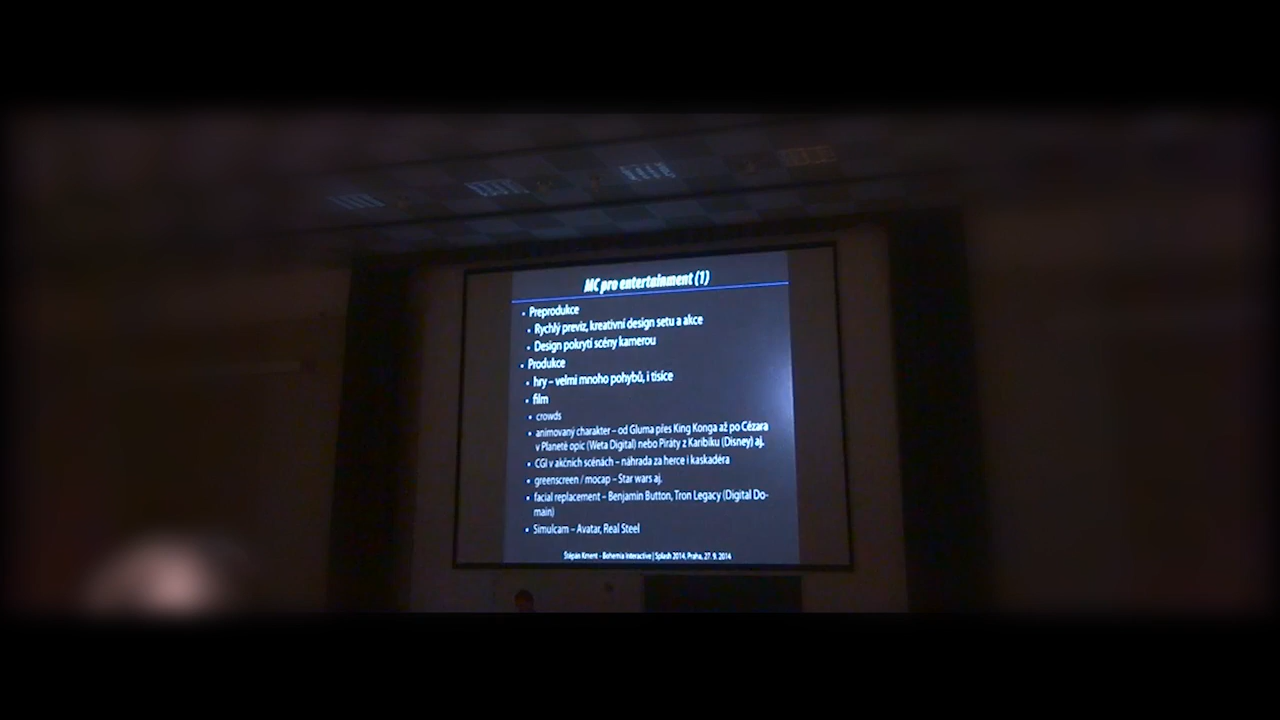 MC pro entertainment (1)
• Preprodukce
• Rychlý previz, kreativní design setu a akce
• Design pokrytí scény kamerou
• Produkce
• hry – velmi mnoho pohybů, i tisíce
• film
• crowds
• animovaný charakter – od Gluma přes King Konga až po Cézara
v Planetě opic (Weta Digital) nebo Piráty z Karibiku (Disney) aj.
• CGI v akčních scénách – náhrada za herce i kaskadéra
• greenscreen / mocap – Star wars aj.
• facial replacement – Benjamin Button, Tron Legacy (Digital Do-
main)
• Simulcam – Avatar, Real Steel
Štěpán Kment - Bohemia Interactive | Splash 2014, Praha, 27. 9. 2014